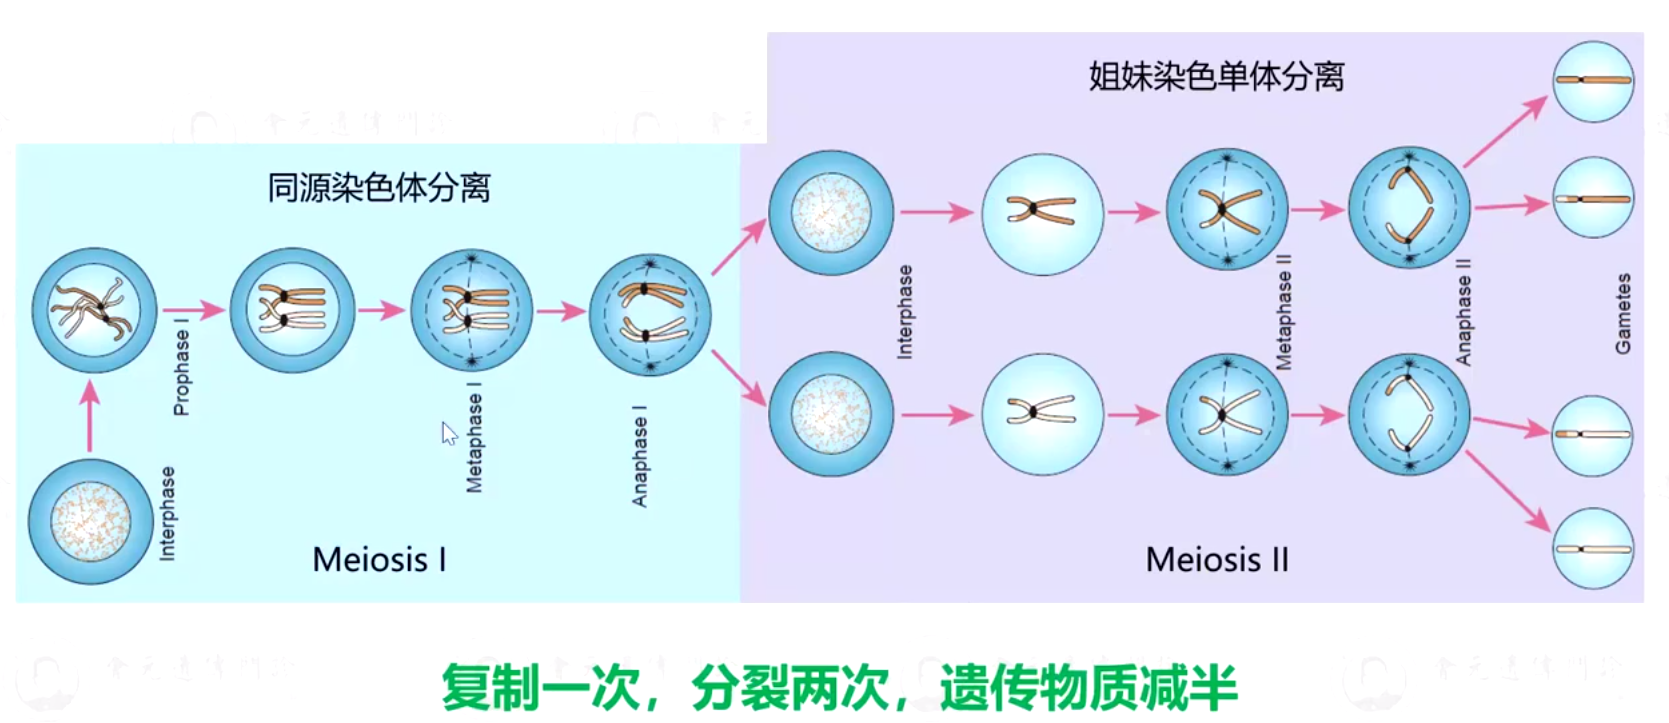 姐妹染色单体分离
同源染色体分离
Prophase I
Interphase
Metaphase I
Anaphase I
Interphase
Metaphase II
Anaphase II
Gametes
Meiosis I
Meiosis II
复制一次，分裂两次，遗传物质减半